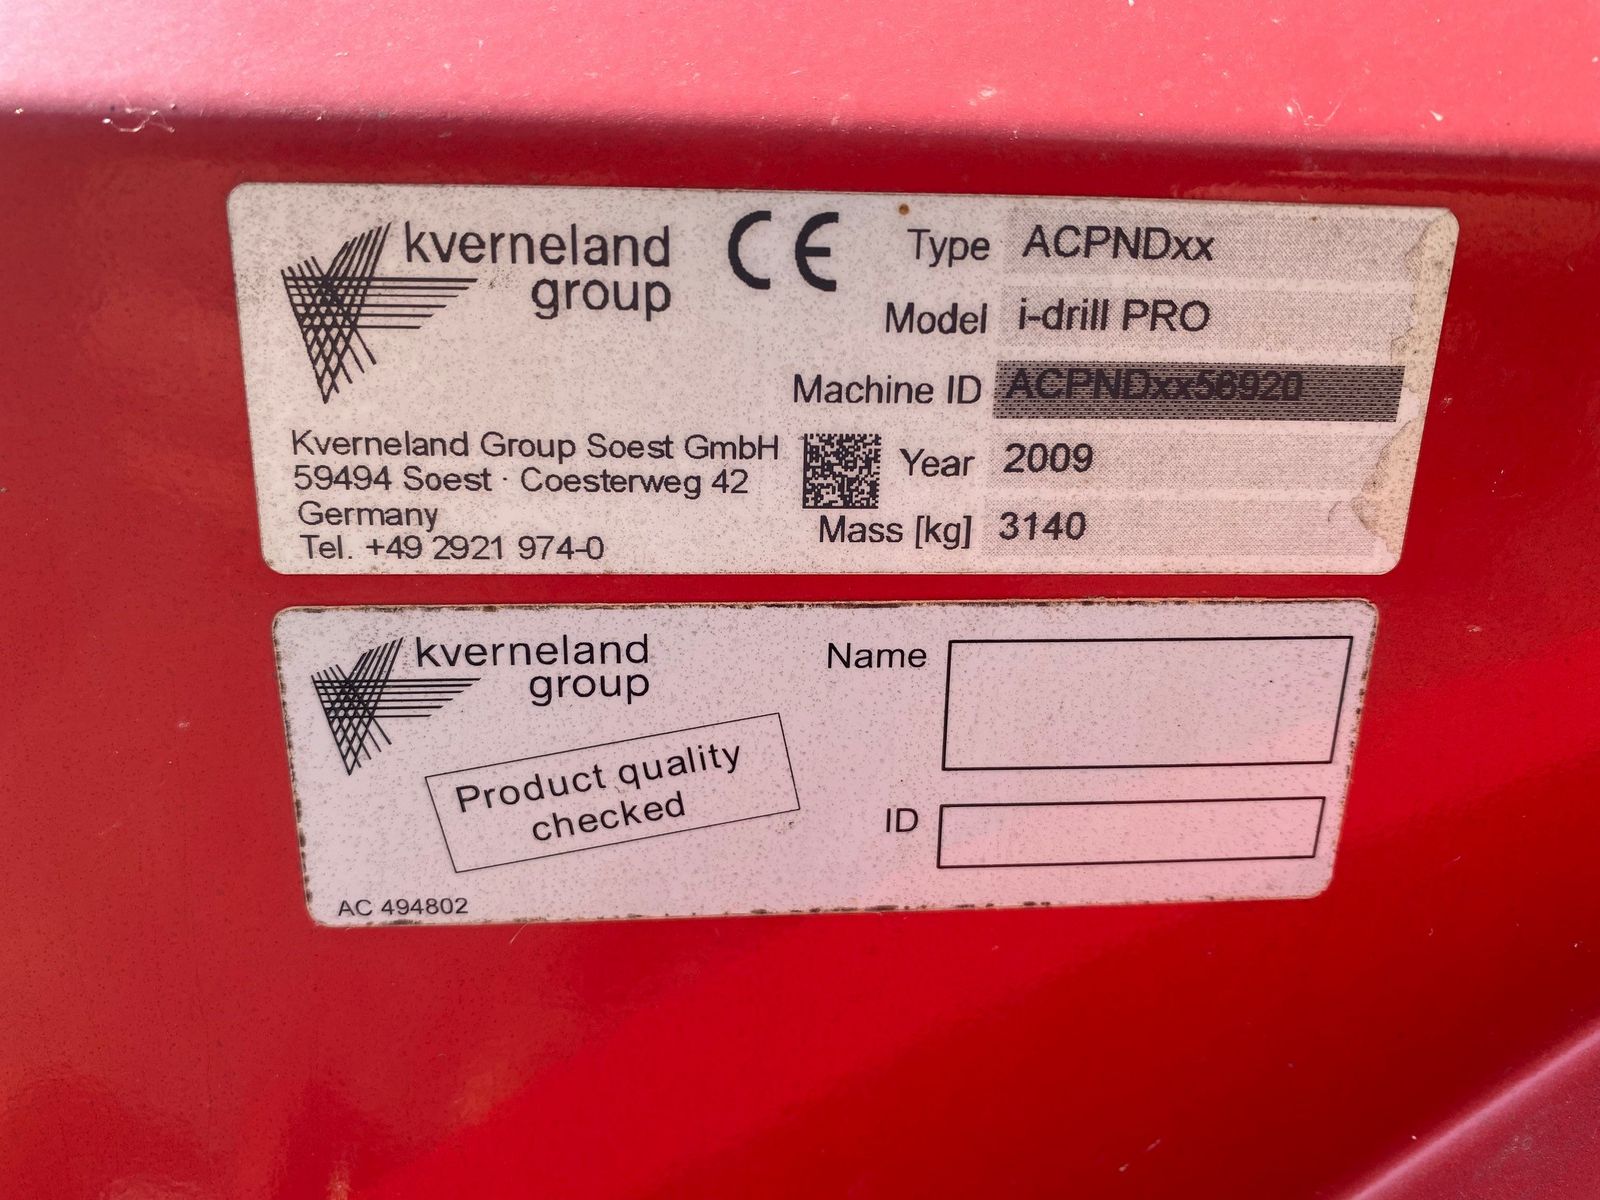 kverneland
group
CE
Type ACPNDxx
Model i-drill PRO
Machine ID ACPNDxx56920
Year 2009
Mass [kg] 3140
Kverneland Group Soest GmbH
59494 Soest · Coesterweg 42
Germany
Tel. +49 2921 974-0
kverneland
group
Product quality
checked
Name
ID
AC 494802